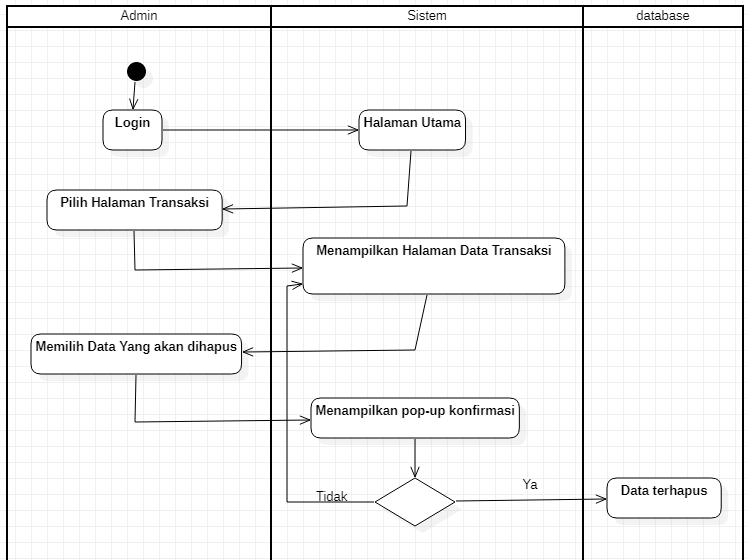 Admin
Sistem
database
Login
Halaman Utama
Pilih Halaman Transaksi
Menampilkan Halaman Data Transaksi
Memilih Data Yang akan dihapus
Menampilkan pop-up konfirmasi
Tidak
Ya
Data terhapus